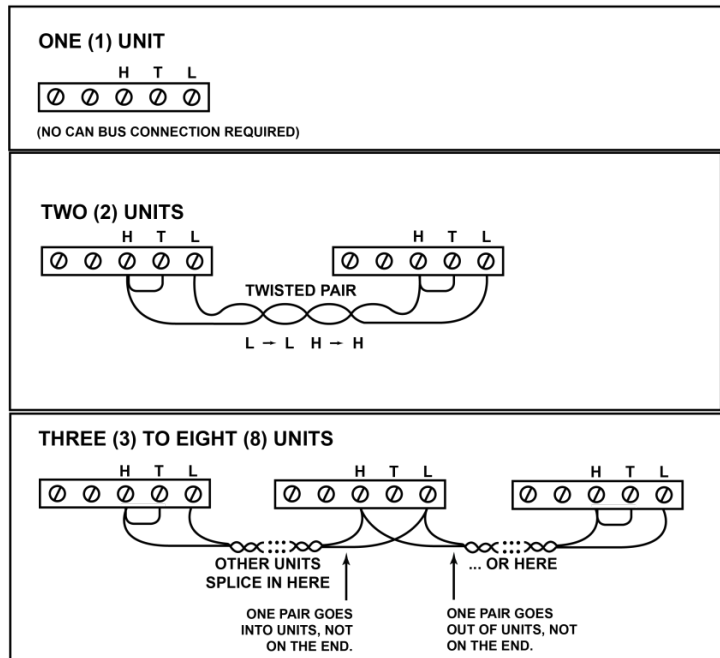 ONE (1) UNIT
H T L
(NO CAN BUS CONNECTION REQUIRED)
TWO (2) UNITS
H T L H T L
TWISTED PAIR
L → L H → H
THREE (3) TO EIGHT (8) UNITS
H T L H T L H T L
OTHER UNITS
SPLICE IN HERE
... OR HERE
ONE PAIR GOES
INTO UNITS, NOT
ON THE END.
ONE PAIR GOES
OUT OF UNITS, NOT
ON THE END.